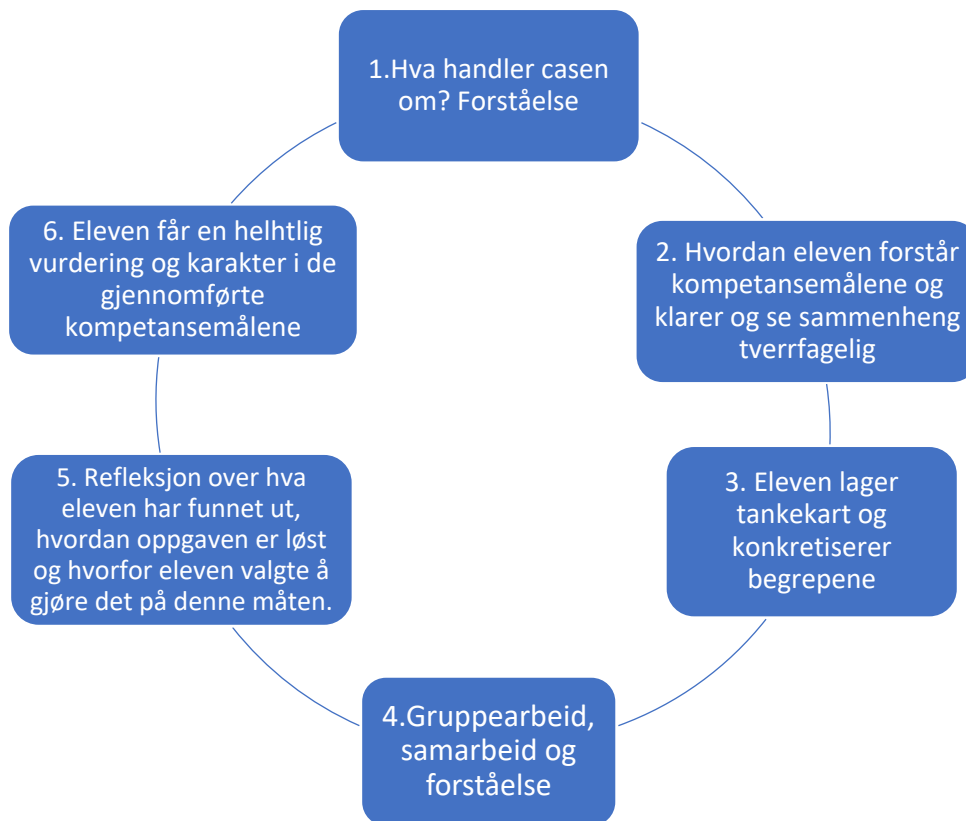 1.Hva handler casen
om? Forståelse
2. Hvordan eleven forstår
kompetansemålene og
klarer og se sammenheng
tverrfagelig
3. Eleven lager
tankekart og
konkretiserer
begrepene
4.Gruppearbeid,
samarbeid og
forståelse
5. Refleksjon over hva
eleven har funnet ut,
hvordan oppgaven er løst
og hvorfor eleven valgte å
gjøre det på denne måten.
6. Eleven får en helhtlig
vurdering og karakter i de
gjennomførte
kompetansemålene